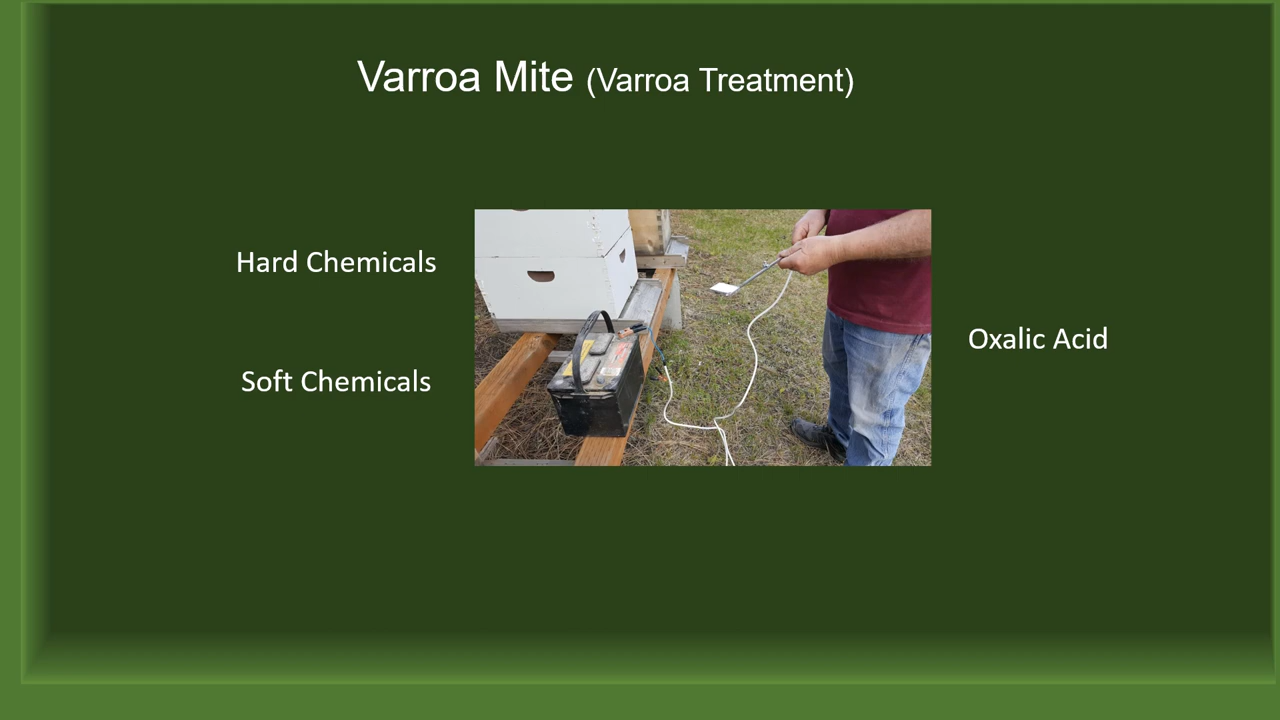 Varroa Mite (Varroa Treatment)
Hard Chemicals
Soft Chemicals
Oxalic Acid